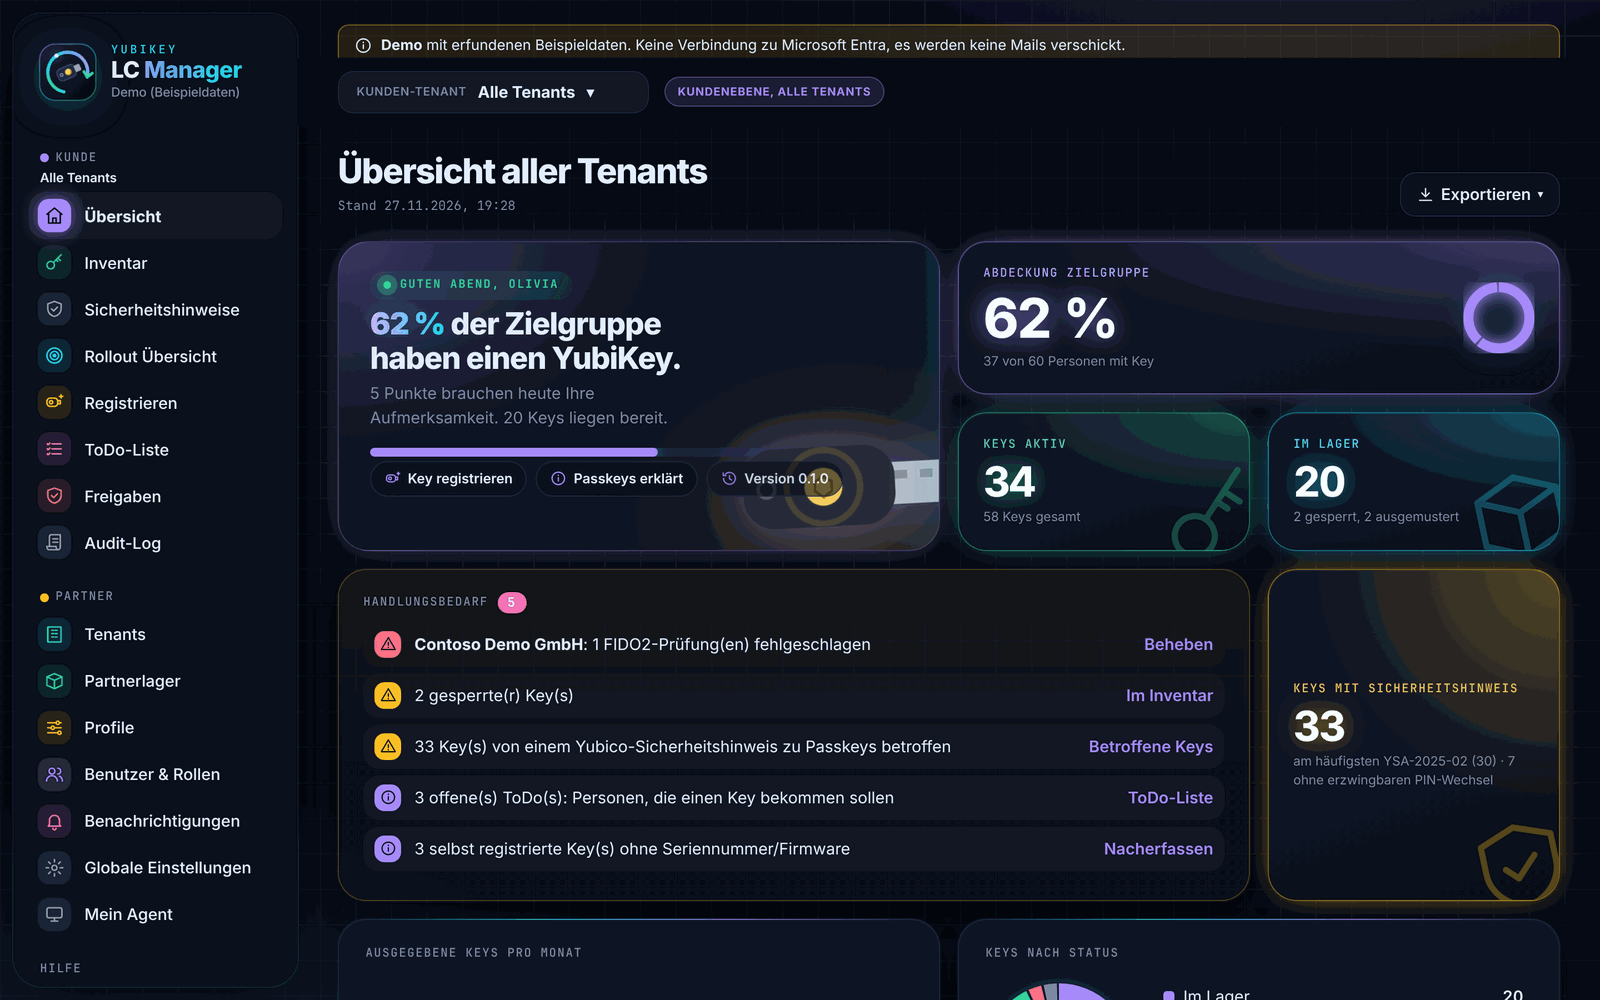 YUBIKEY
LC Manager
Demo (Beispieldaten)
KUNDE
Alle Tenants
Übersicht
Inventar
Sicherheitshinweise
Rollout Übersicht
Registrieren
ToDo-Liste
Freigaben
Audit-Log
PARTNER
Tenants
Partnerlager
Profile
Benutzer & Rollen
Benachrichtigungen
Globale Einstellungen
Mein Agent
HILFE
Demo mit erfundenen Beispieldaten. Keine Verbindung zu Microsoft Entra, es werden keine Mails verschickt.
KUNDEN-TENANT Alle Tenants ▾
KUNDENEBENE, ALLE TENANTS
Übersicht aller Tenants
Stand 27.11.2026, 19:28
Exportieren ▾
GUTEN ABEND, OLIVIA
62 % der Zielgruppe
haben einen YubiKey.
5 Punkte brauchen heute Ihre
Aufmerksamkeit. 20 Keys liegen bereit.
Key registrieren
Passkeys erklärt
Version 0.1.0
ABDECKUNG ZIELGRUPPE
62 %
37 von 60 Personen mit Key
KEYS AKTIV
34
58 Keys gesamt
IM LAGER
20
2 gesperrt, 2 ausgemustert
HANDLUNGSBEDARF 5
Contoso Demo GmbH: 1 FIDO2-Prüfung(en) fehlgeschlagen Beheben
2 gesperrte(r) Key(s) Im Inventar
33 Key(s) von einem Yubico-Sicherheitshinweis zu Passkeys betroffen Betroffene Keys
3 offene(s) ToDo(s): Personen, die einen Key bekommen sollen ToDo-Liste
3 selbst registrierte Key(s) ohne Seriennummer/Firmware Nacherfassen
KEYS MIT SICHERHEITSHINWEIS
33
am häufigsten YSA-2025-02 (30) · 7
ohne erzwingbaren PIN-Wechsel
AUSGEGEBENE KEYS PRO MONAT
KEYS NACH STATUS
Im Lager 20